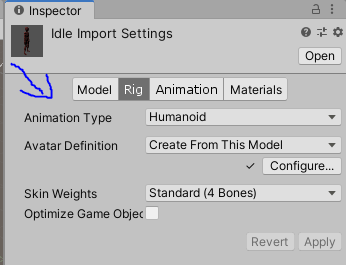 Inspector
Idle Import Settings
Open
Model Rig Animation Materials
Animation Type Humanoid
Avatar Definition Create From This Model
Configure...
Skin Weights Standard (4 Bones)
Optimize Game Objec
Revert Apply